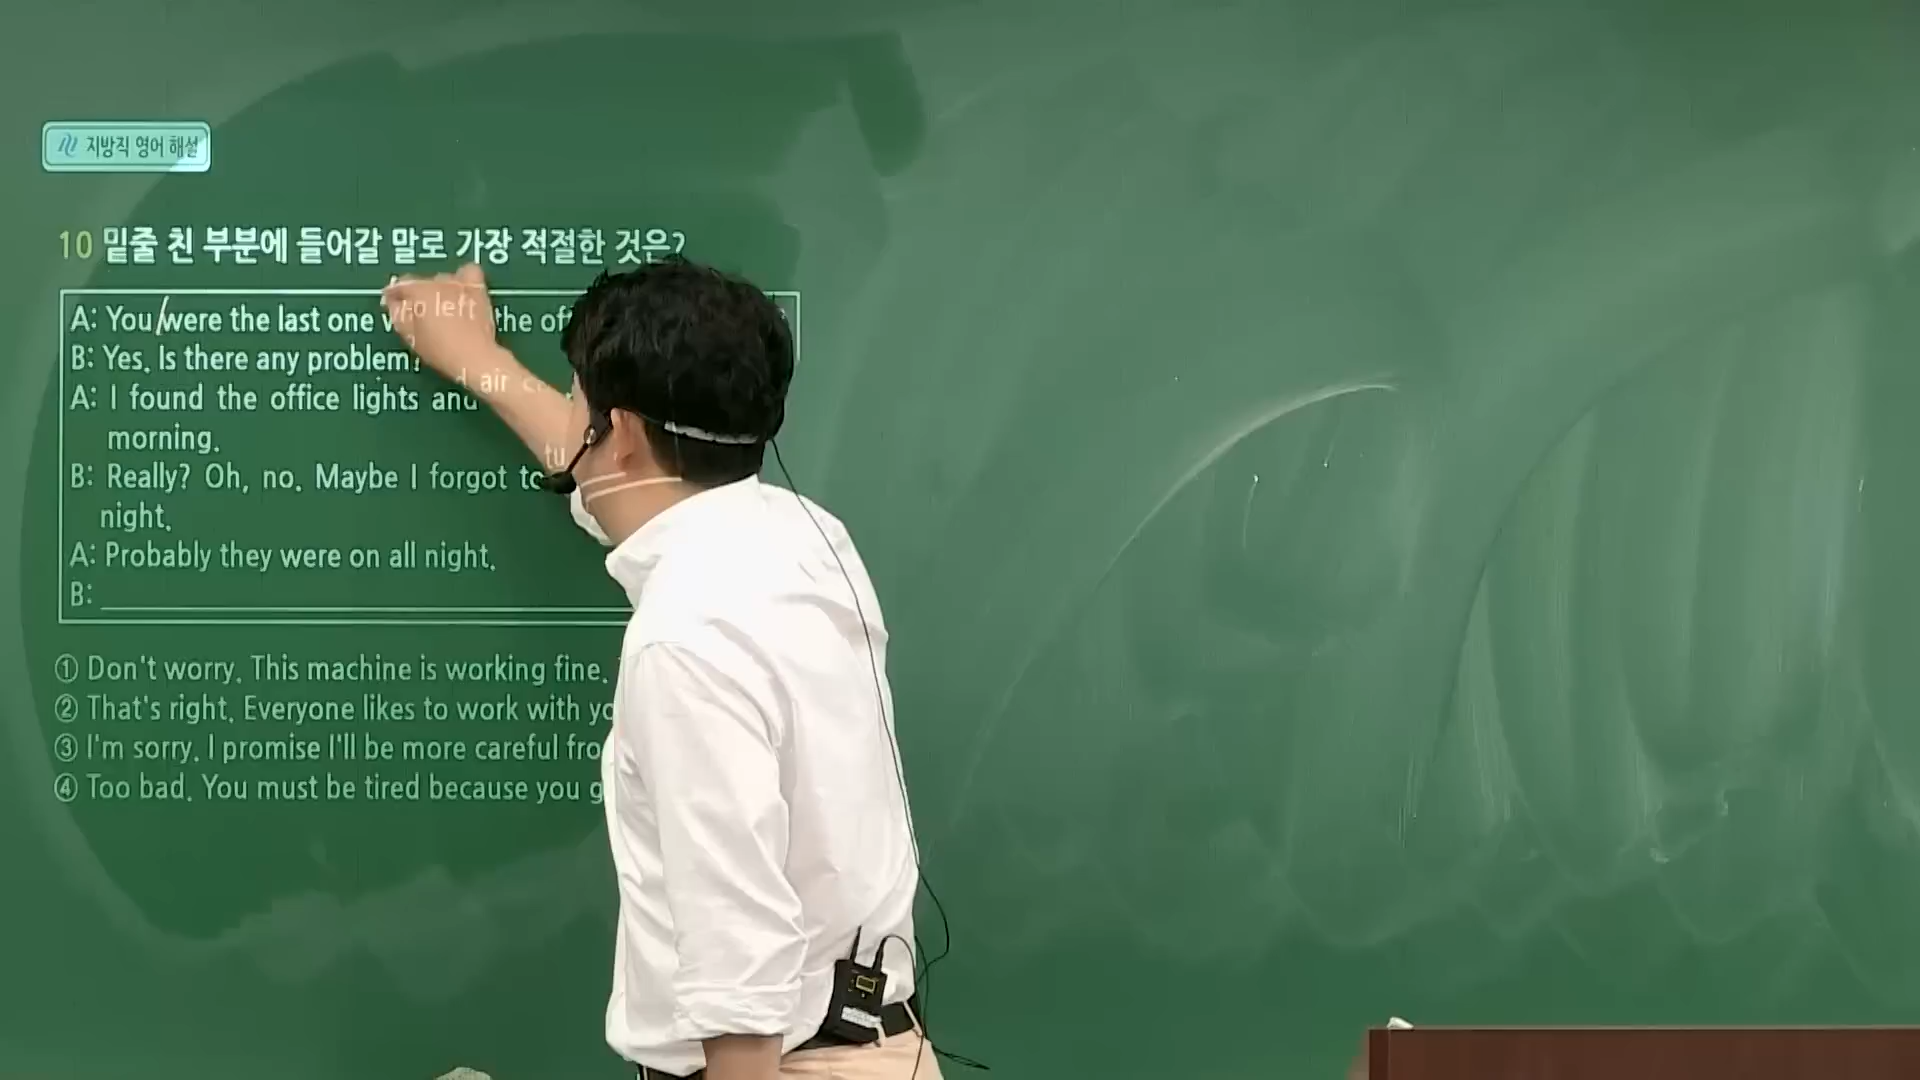 지방직 영어 해설
10 밑줄 친 부분에 들어갈 말로 가장 적절한 것은?
A: You were the last one who left the
B: Yes. Is there any problem?
A: I found the office lights and air
morning.
B: Really? Oh, no. Maybe I forgot to
night.
A: Probably they were on all night.
B:
① Don't worry. This machine is working fine.
② That's right. Everyone likes to work with
③ I'm sorry. I promise I'll be more careful
④ Too bad. You must be tired because you